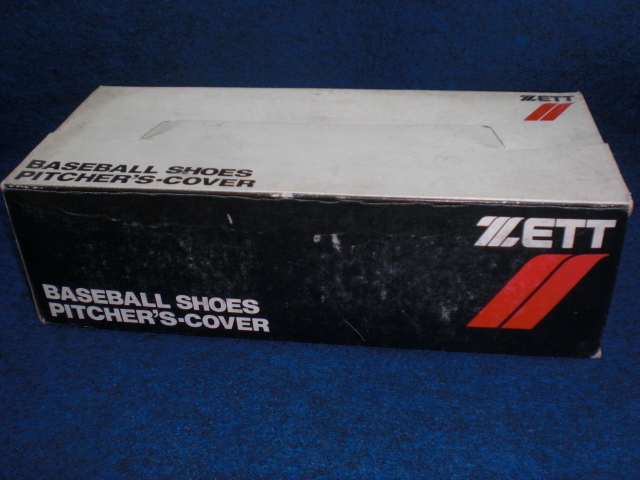 ZETT
BASEBALL SHOES
PITCHER'S-COVER
ZETT
BASEBALL SHOES
PITCHER'S-COVER